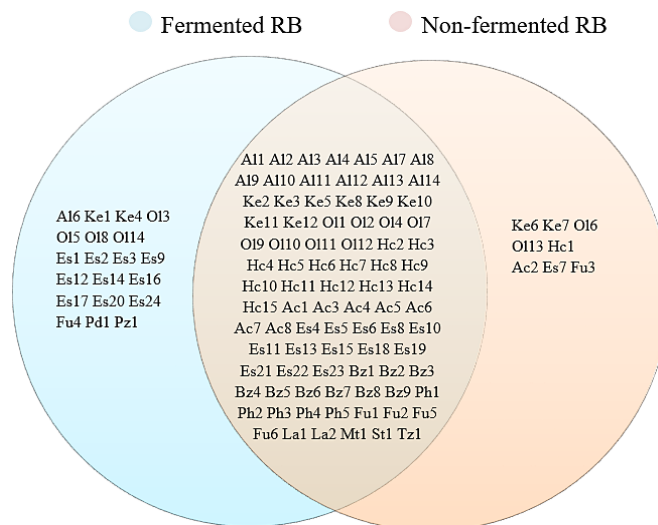 Fermented RB
Non-fermented RB
Al6 Ke1 Ke4 Ol3
Ol5 Ol8 Ol14
Es1 Es2 Es3 Es9
Es12 Es14 Es16
Es17 Es20 Es24
Fu4 Pd1 Pz1
Al1 Al2 Al3 Al4 Al5 Al7 Al8
Al9 Al10 Al11 Al12 Al13 Al14
Ke2 Ke3 Ke5 Ke8 Ke9 Ke10
Ke11 Ke12 Ol1 Ol2 Ol4 Ol7
Ol9 Ol10 Ol11 Ol12 Hc2 Hc3
Hc4 Hc5 Hc6 Hc7 Hc8 Hc9
Hc10 Hc11 Hc12 Hc13 Hc14
Hc15 Ac1 Ac3 Ac4 Ac5 Ac6
Ac7 Ac8 Es4 Es5 Es6 Es8 Es10
Es11 Es13 Es15 Es18 Es19
Es21 Es22 Es23 Bz1 Bz2 Bz3
Bz4 Bz5 Bz6 Bz7 Bz8 Bz9 Ph1
Ph2 Ph3 Ph4 Ph5 Fu1 Fu2 Fu5
Fu6 La1 La2 Mt1 St1 Tz1
Ke6 Ke7 Ol6
Ol13 Hc1
Ac2 Es7 Fu3